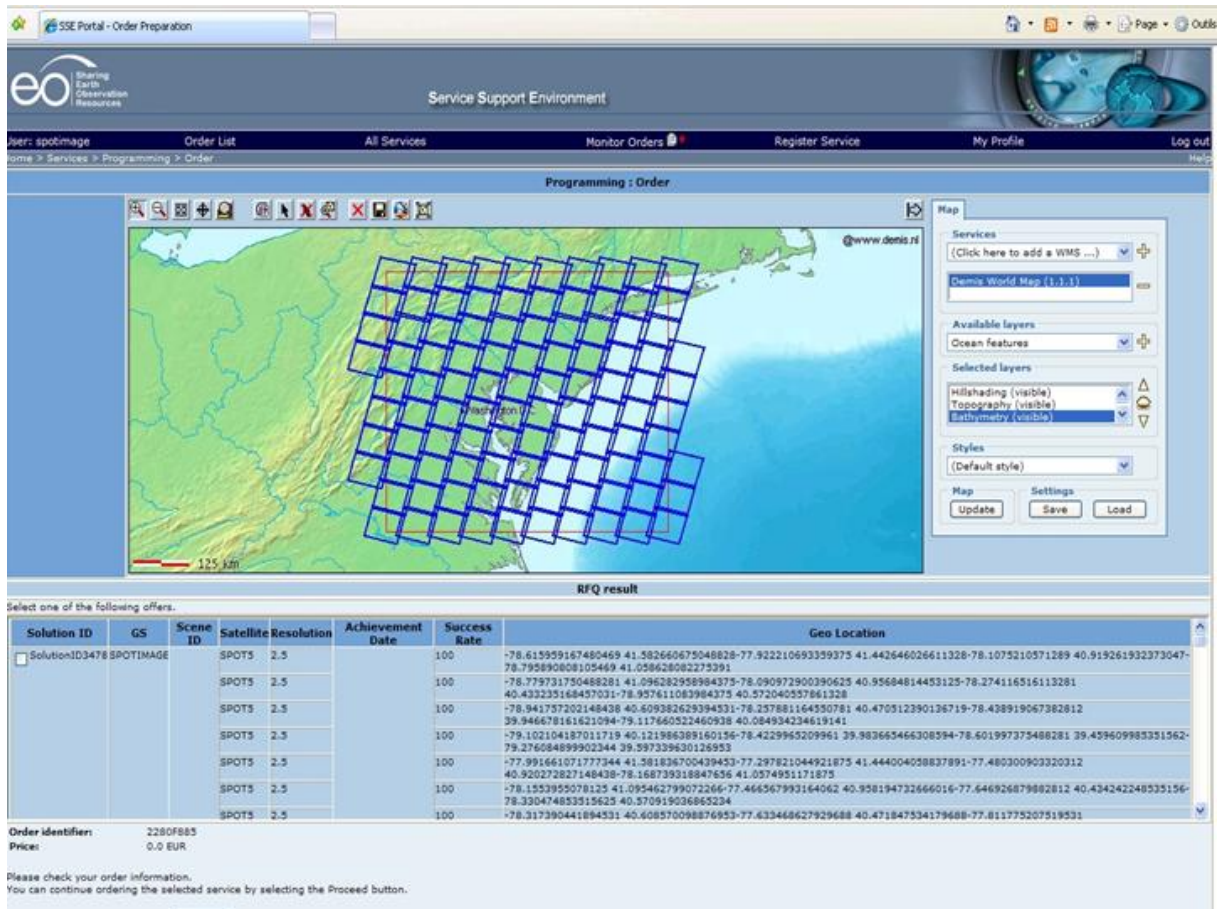 SSE Portal - Order Preparation
Page
Outils
eo Sharing
Earth
Observation
Resources
Service Support Environment
User: spotimage Order List All Services Monitor Orders Register Service My Profile Log out
Home > Services > Programming > Order Help
Programming : Order
@www.demis.nl
Washington D.C.
125 km
Map
Services
(Click here to add a WMS ...)
Demis World Map (1.1.1)
Available layers
Ocean features
Selected layers
Hillshading (visible)
Topography (visible)
Bathymetry (visible)
Styles
(Default style)
Map Settings
Update Save Load
RFQ result
Select one of the following offers.
Solution ID GS Scene ID Satellite Resolution Achievement Date Success Rate Geo Location
SolutionID3478 SPOTIMAGE SPOT5 2.5 100 -78.615959167480469 41.582660675048828-77.922210693359375 41.442646026611328-78.1075210571289 40.919261932373047-
78.795890808105469 41.058628082275391
SPOT5 2.5 100 -78.779731750488281 41.096282958984375-78.090972900390625 40.95684814453125-78.274116516113281
40.433235168457031-78.957611083984375 40.572040557861328
SPOT5 2.5 100 -78.941757202148438 40.609382629394531-78.257881164550781 40.470512390136719-78.438919067382812
39.946678161621094-79.117660522460938 40.084934234619141
SPOT5 2.5 100 -79.102104187011719 40.121986389160156-78.4229965209961 39.983665466308594-78.601997375488281 39.459609985351562-
79.276084899902344 39.597339630126953
SPOT5 2.5 100 -77.991661071777344 41.581836700439453-77.297821044921875 41.444004058837891-77.480300903320312
40.920272827148438-78.168739318847656 41.0574951171875
SPOT5 2.5 100 -78.1553955078125 41.095462799072266-77.466567993164062 40.958194732666016-77.646926879882812 40.434242248535156-
78.330474853515625 40.570919036865234
SPOT5 2.5 100 -78.317390441894531 40.608570098876953-77.633468627929688 40.471847534179688-77.811775207519531
Order identifier: 2280F885
Price: 0.0 EUR
Please check your order information.
You can continue ordering the selected service by selecting the Proceed button.